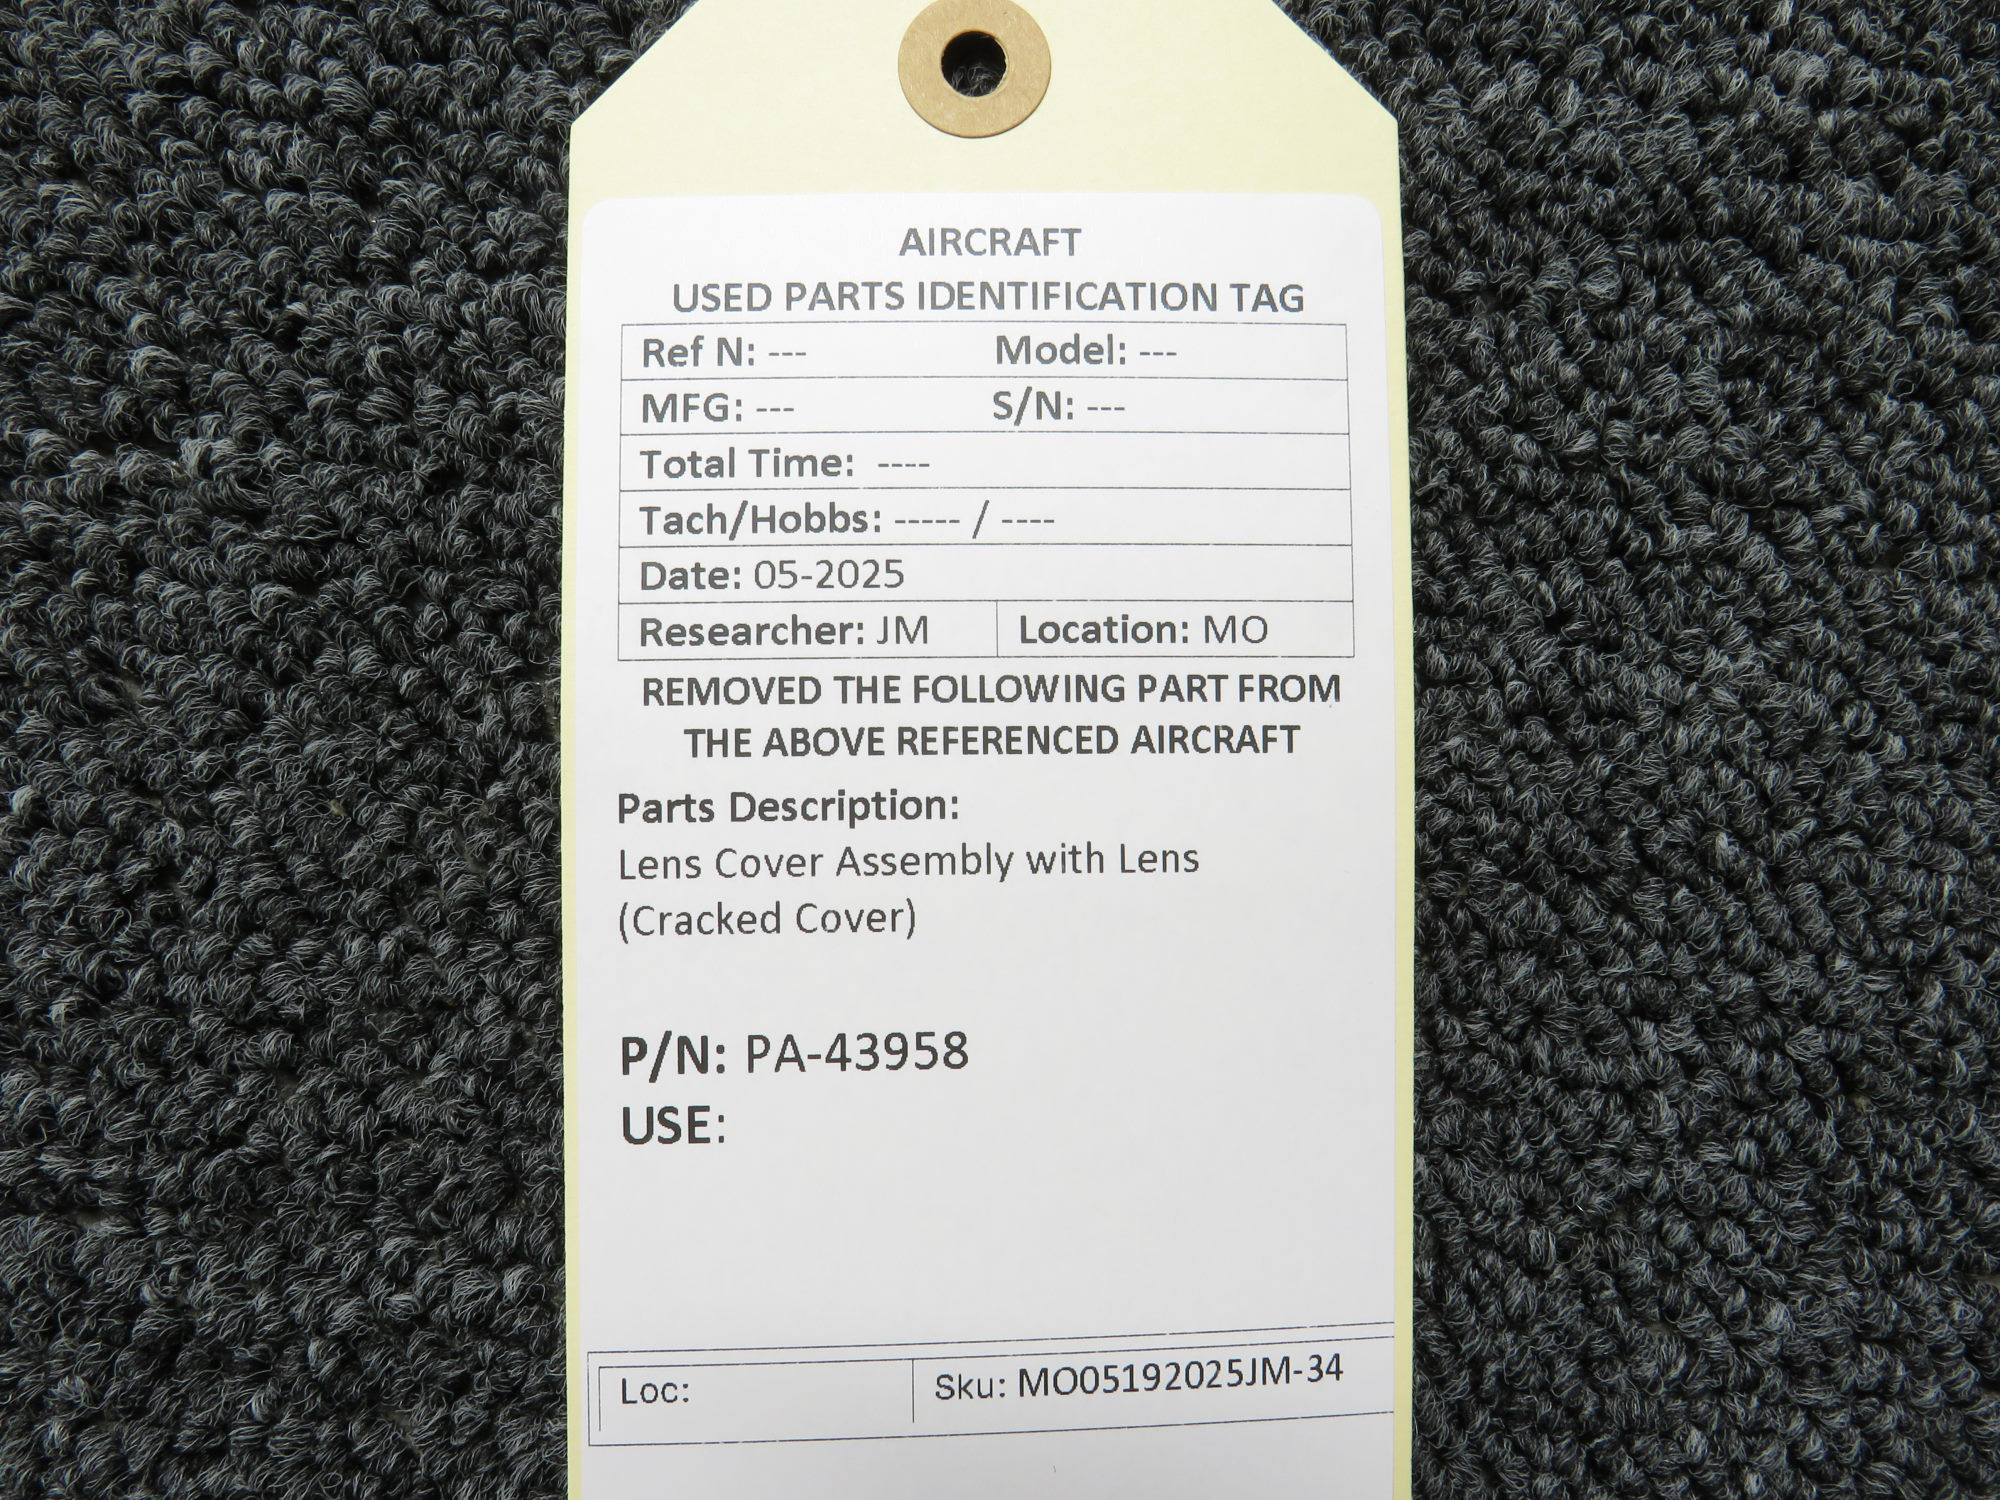 AIRCRAFT
USED PARTS IDENTIFICATION TAG
Ref N: --- Model: ---
MFG: --- S/N: ---
Total Time: ----
Tach/Hobbs: ----- / ----
Date: 05-2025
Researcher: JM Location: MO
REMOVED THE FOLLOWING PART FROM
THE ABOVE REFERENCED AIRCRAFT
Parts Description:
Lens Cover Assembly with Lens
(Cracked Cover)
P/N: PA-43958
USE:
Loc: Sku: MO05192025JM-34